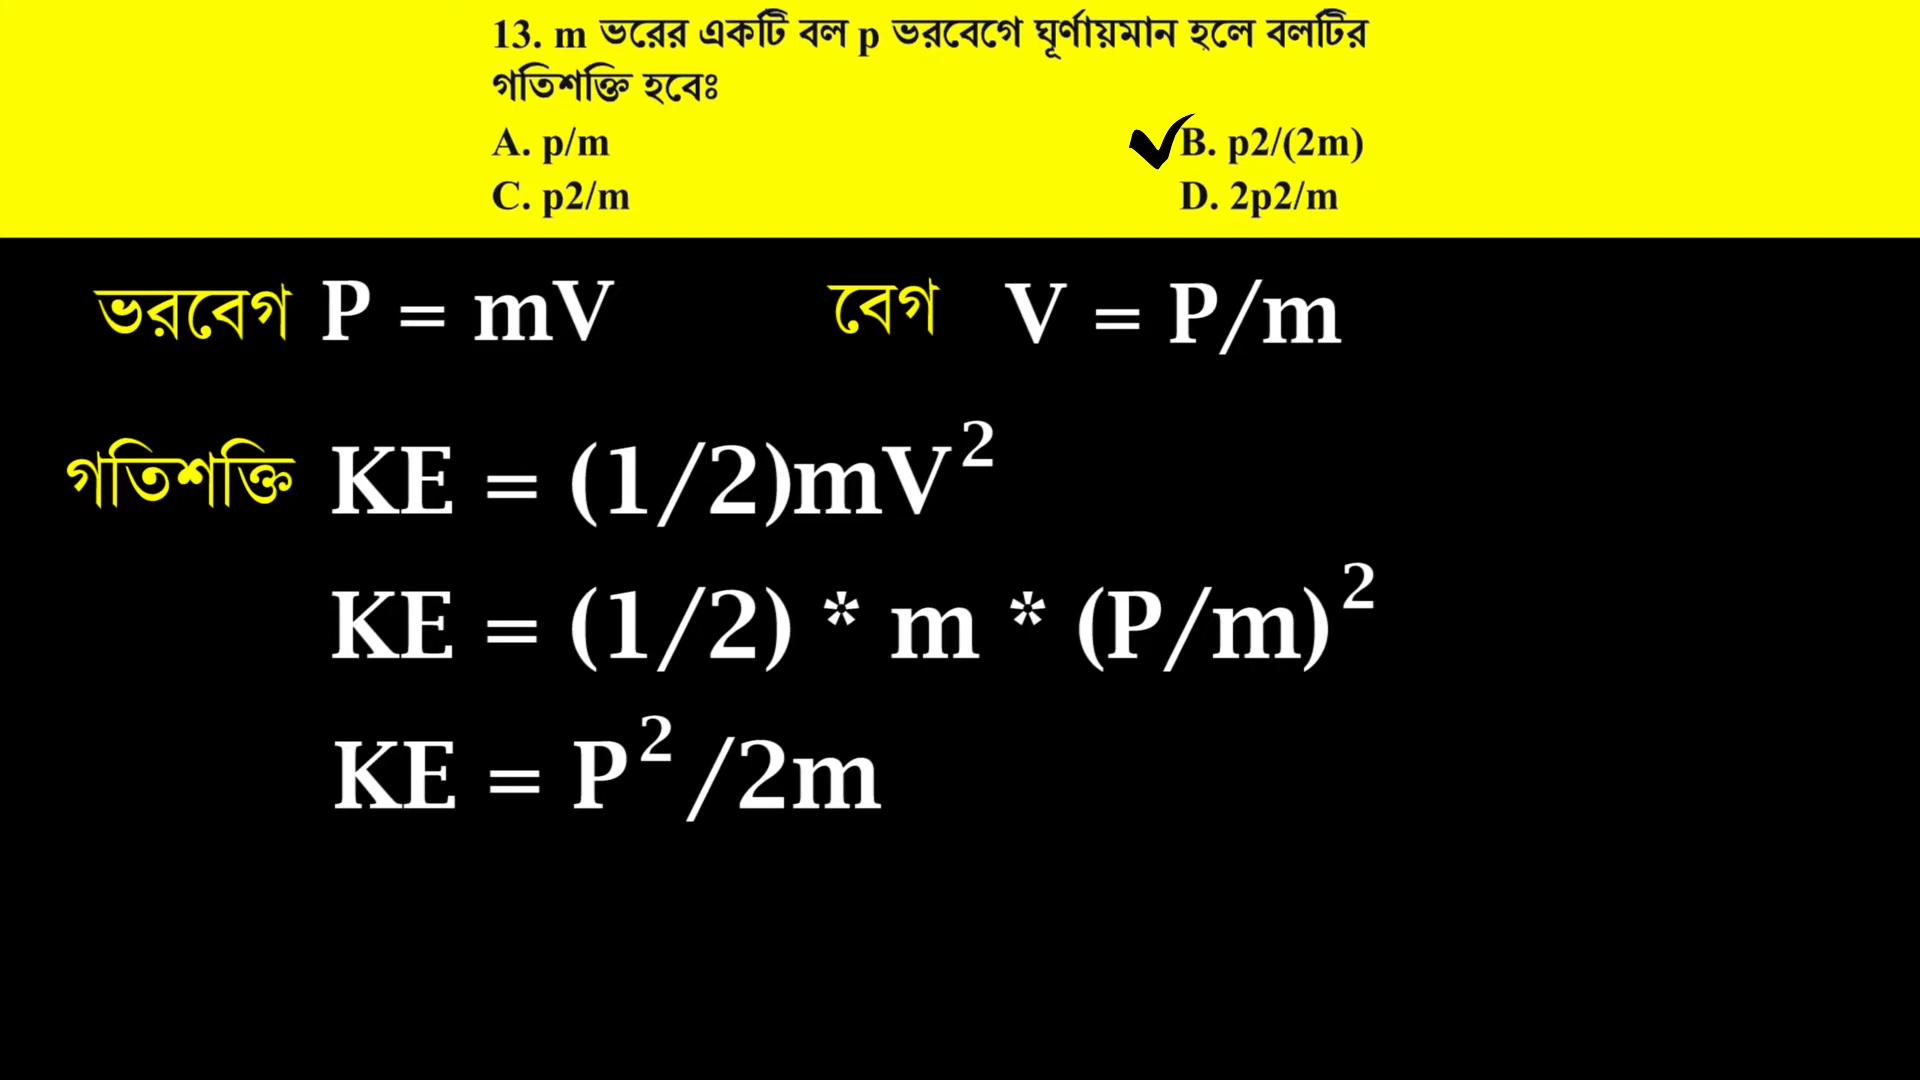 13. m ভরের একটি বল p ভরবেগে ঘূর্ণায়মান হলে বলটির
গতিশক্তি হবেঃ
A. p/m ✔B. p2/(2m)
C. p2/m D. 2p2/m
ভরবেগ P = mV বেগ V = P/m
গতিশক্তি KE = (1/2)mV²
KE = (1/2) * m * (P/m)²
KE = P²/2m